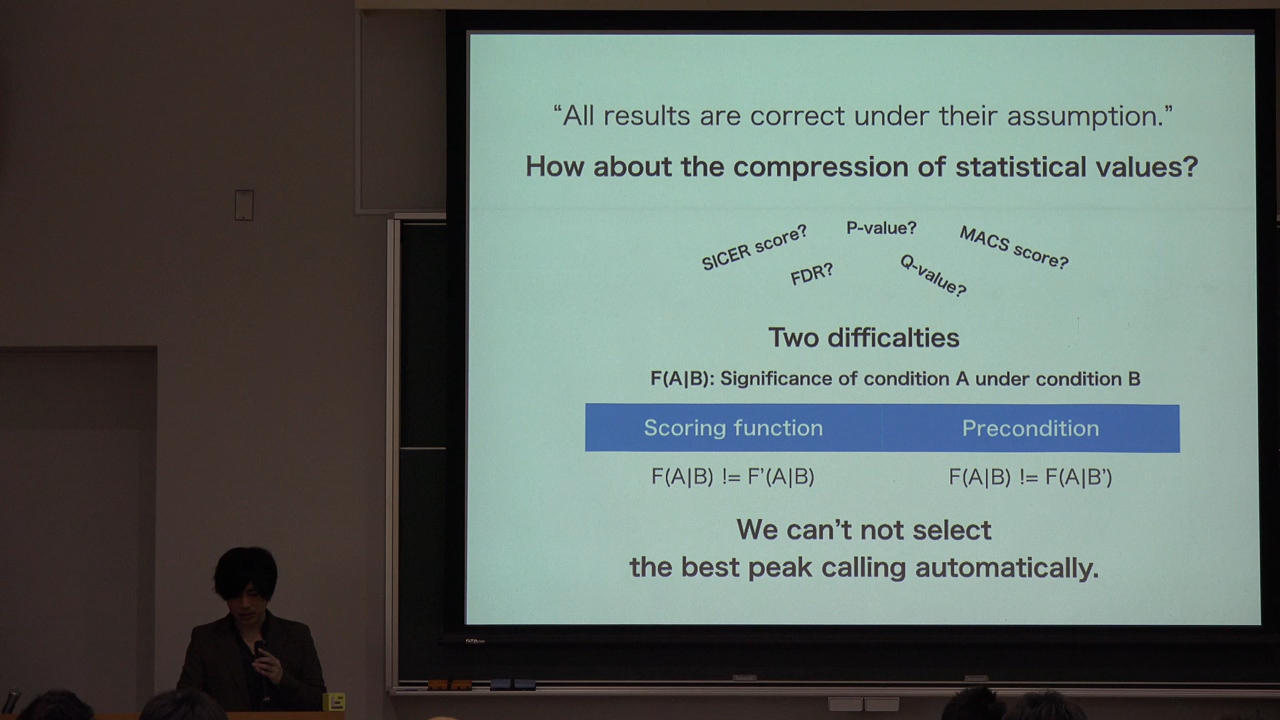 “All results are correct under their assumption.”
How about the compression of statistical values?
SICER score?
P-value?
MACS score?
FDR?
Q-value?
Two difficalties
F(A|B): Significance of condition A under condition B
Scoring function
Precondition
F(A|B) != F’(A|B)
F(A|B) != F(A|B’)
We can’t not select
the best peak calling automatically.